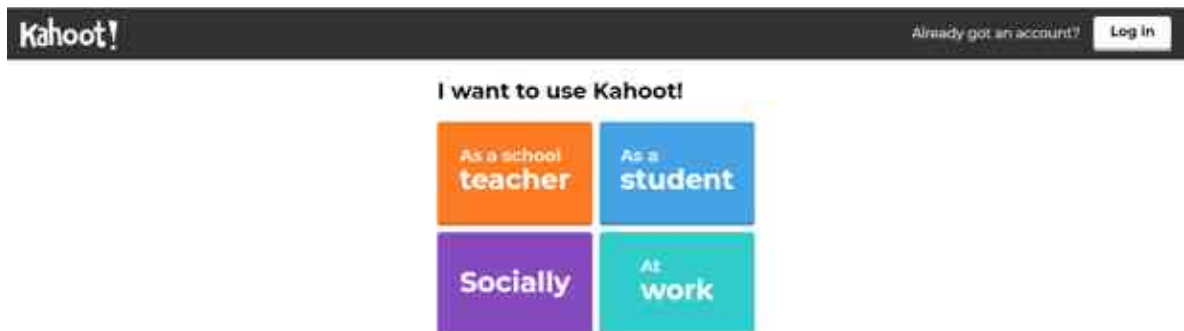 Kahoot!
Already got an account?
Log in
I want to use Kahoot!
As a school
teacher
As a
student
Socially
At
work